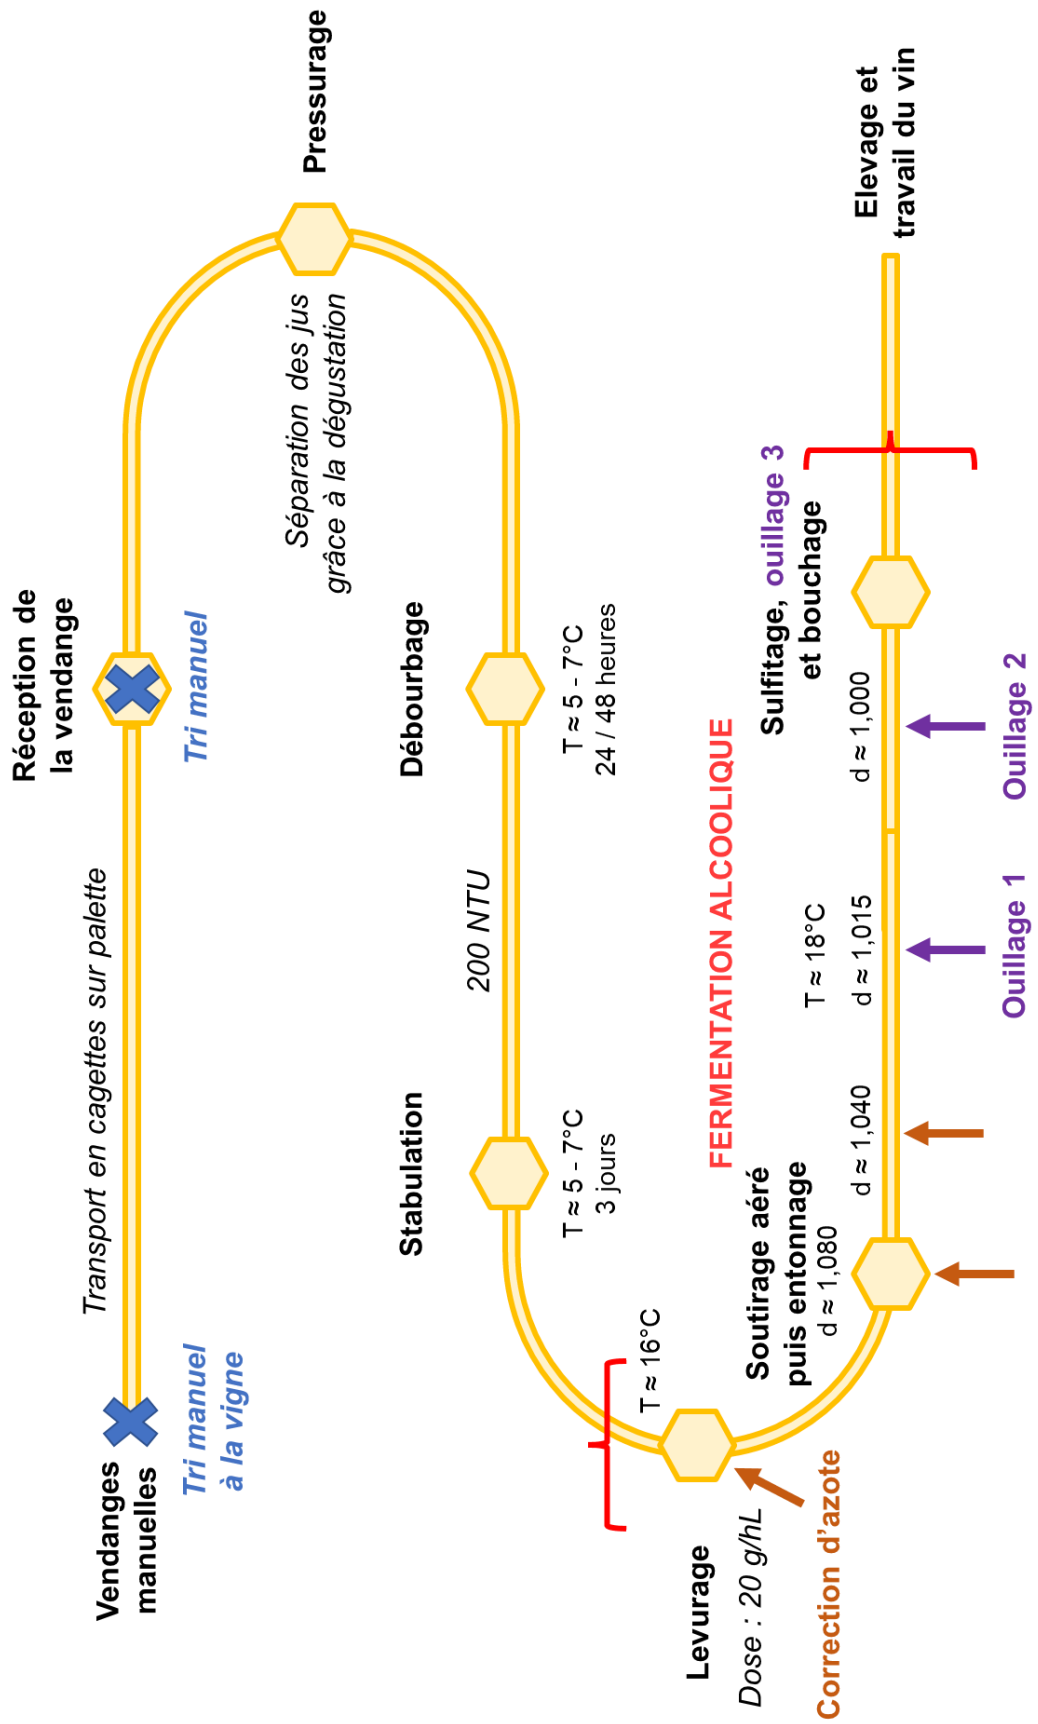 Vendanges
manuelles
Tri manuel
à la vigne
Transport en cagettes sur palette
Réception de
la vendange
Tri manuel
Pressurage
Séparation des jus
grâce à la dégustation
Débourbage
T ≈ 5 - 7°C
24 / 48 heures
200 NTU
Stabulation
T ≈ 5 - 7°C
3 jours
T ≈ 16°C
Levurage
Dose : 20 g/hL
Correction d'azote
FERMENTATION ALCOOLIQUE
Soutirage aéré
puis entonnage
d ≈ 1,080
d ≈ 1,040
T ≈ 18°C
d ≈ 1,015
Ouillage 1
d ≈ 1,000
Ouillage 2
Sulfitage, ouillage 3
et bouchage
Elevage et
travail du vin